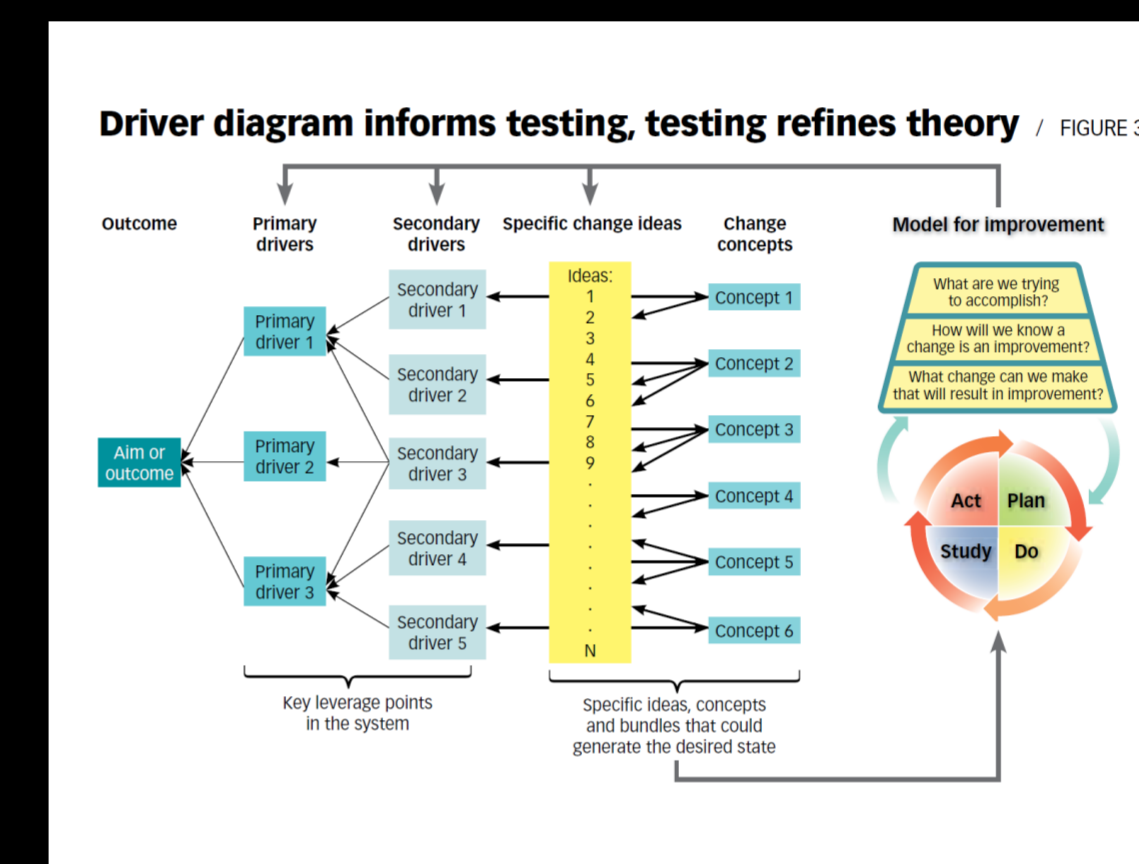 Driver diagram informs testing, testing refines theory / FIGURE 3
Outcome
Primary
drivers
Secondary
drivers
Specific change ideas
Change
concepts
Model for improvement
Aim or
outcome
Primary
driver 1
Primary
driver 2
Primary
driver 3
Secondary
driver 1
Secondary
driver 2
Secondary
driver 3
Secondary
driver 4
Secondary
driver 5
Ideas:
1
2
3
4
5
6
7
8
9
.
.
.
.
.
.
.
.
N
Concept 1
Concept 2
Concept 3
Concept 4
Concept 5
Concept 6
What are we trying
to accomplish?
How will we know a
change is an improvement?
What change can we make
that will result in improvement?
Act
Plan
Study
Do
Key leverage points
in the system
Specific ideas, concepts
and bundles that could
generate the desired state